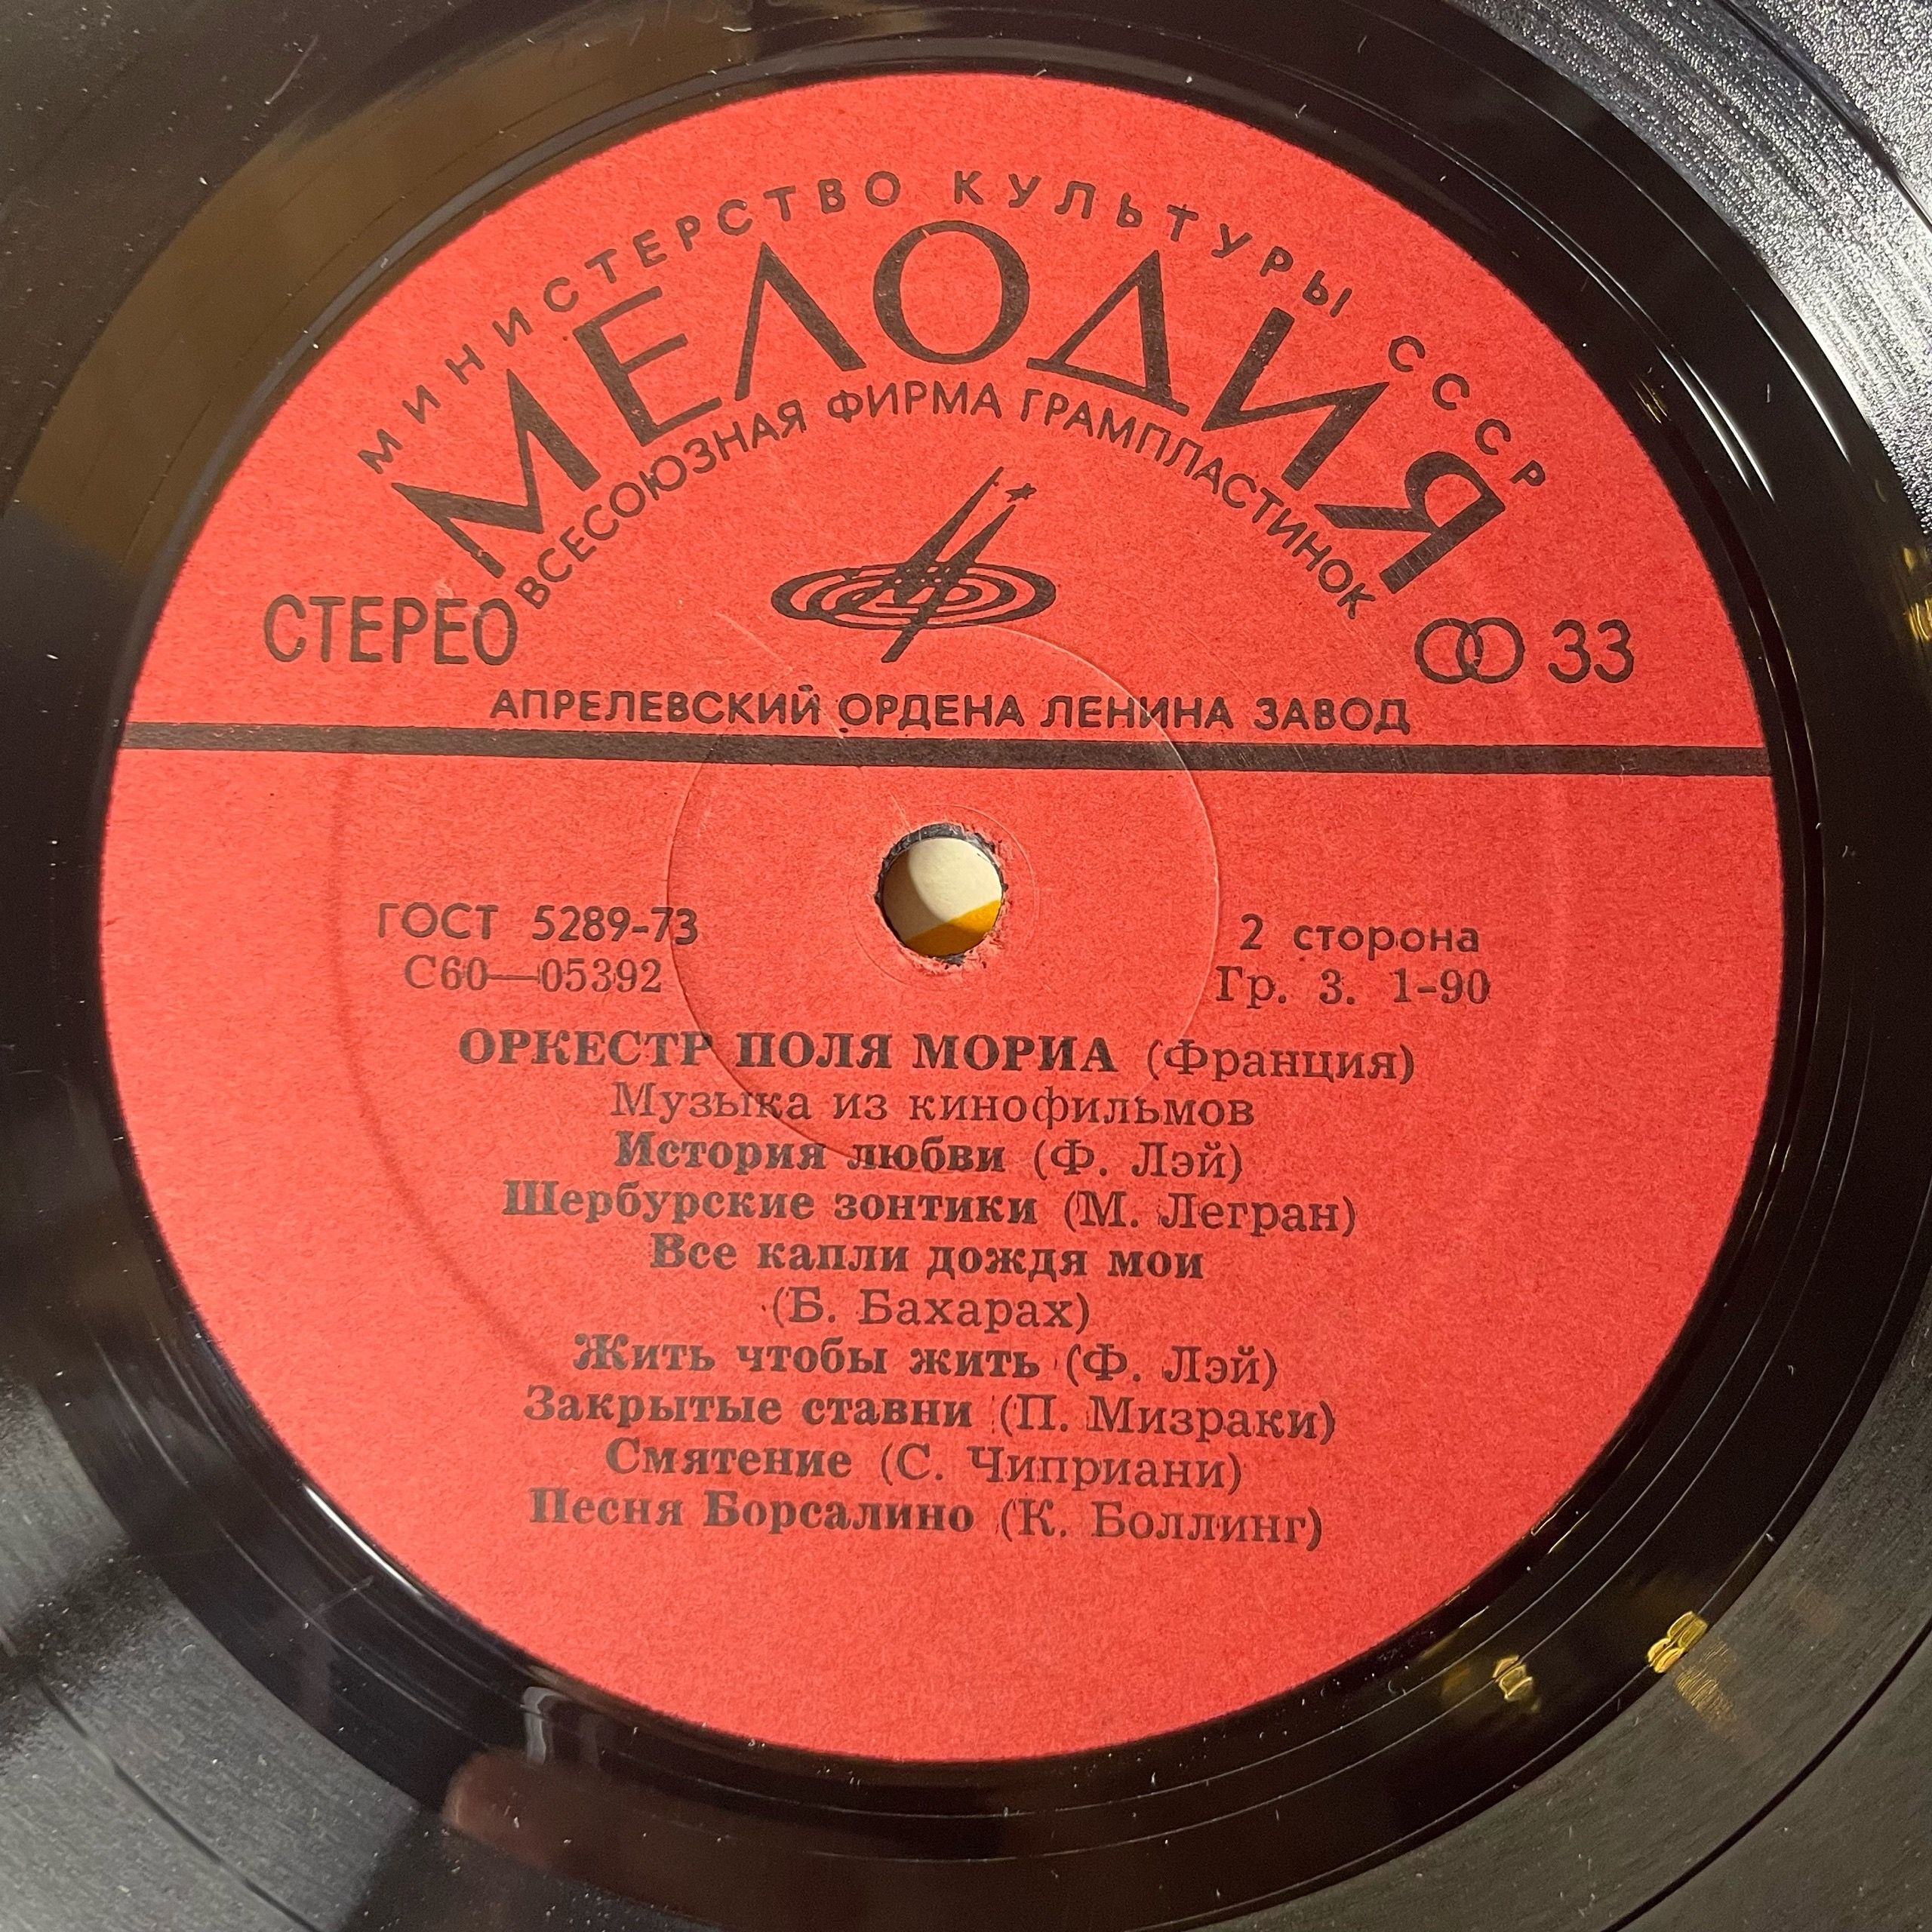 МИНИСТЕРСТВО КУЛЬТУРЫ СССР
МЕЛОДИЯ
ВСЕСОЮЗНАЯ ФИРМА ГРАМПЛАСТИНОК
СТЕРЕО
33
АПРЕЛЕВСКИЙ ОРДЕНА ЛЕНИНА ЗАВОД
ГОСТ 5289-73
2 сторона
С60—05392
Гр. 3. 1-90
ОРКЕСТР ПОЛЯ МОРИА (Франция)
Музыка из кинофильмов
История любви (Ф. Лэй)
Шербурские зонтики (М. Легран)
Все капли дождя мои
(Б. Бахарах)
Жить чтобы жить (Ф. Лэй)
Закрытые ставни (П. Мизраки)
Смятение (С. Чиприани)
Песня Борсалино (К. Боллинг)